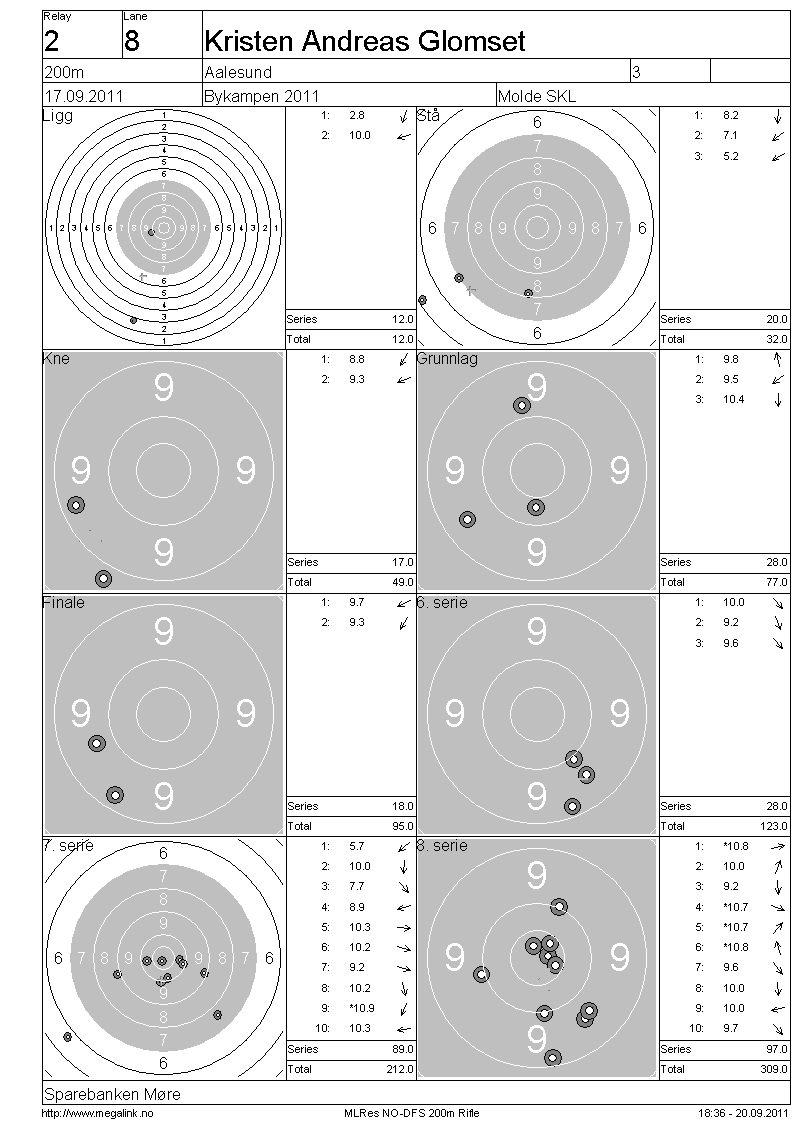 Relay Lane
2 8 Kristen Andreas Glomset
200m Aalesund 3
17.09.2011 Bykampen 2011 Molde SKL
Ligg
1: 2.8
2: 10.0
Series 12.0
Total 12.0
Stå
1: 8.2
2: 7.1
3: 5.2
Series 20.0
Total 32.0
Kne
1: 8.8
2: 9.3
Series 17.0
Total 49.0
Grunnlag
1: 9.8
2: 9.5
3: 10.4
Series 28.0
Total 77.0
Finale
1: 9.7
2: 9.3
Series 18.0
Total 95.0
6. serie
1: 10.0
2: 9.2
3: 9.6
Series 28.0
Total 123.0
7. serie
1: 5.7
2: 10.0
3: 7.7
4: 8.9
5: 10.3
6: 10.2
7: 9.2
8: 10.2
9: *10.9
10: 10.3
Series 89.0
Total 212.0
8. serie
1: *10.8
2: 10.0
3: 9.2
4: *10.7
5: *10.7
6: *10.8
7: 9.6
8: 10.0
9: 10.0
10: 9.7
Series 97.0
Total 309.0
Sparebanken Møre
http://www.megalink.no MLRes NO-DFS 200m Rifle 18:36 - 20.09.2011